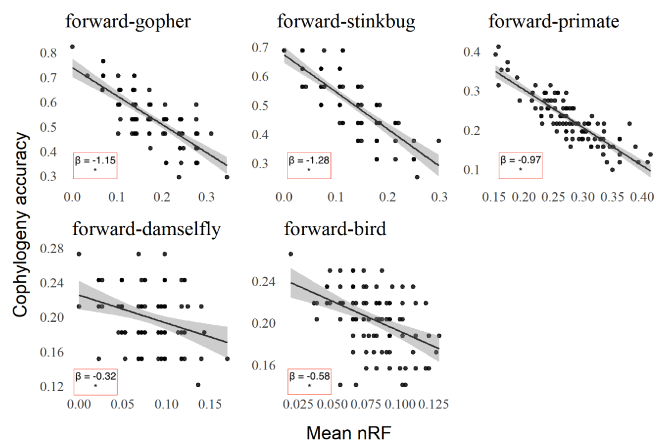 forward-gopher
forward-stinkbug
forward-primate
Cophylogeny accuracy
0.8
0.7
0.6
0.5
0.4
0.3
β = -1.15
*
0.0 0.1 0.2 0.3
0.7
0.6
0.5
0.4
0.3
β = -1.28
*
0.0 0.1 0.2 0.3
0.4
0.3
0.2
0.1
β = -0.97
*
0.15 0.20 0.25 0.30 0.35 0.40
forward-damselfly
forward-bird
0.28
0.24
0.20
0.16
0.12
β = -0.32
*
0.00 0.05 0.10 0.15
0.24
0.20
0.16
β = -0.58
*
0.025 0.050 0.075 0.100 0.125
Mean nRF